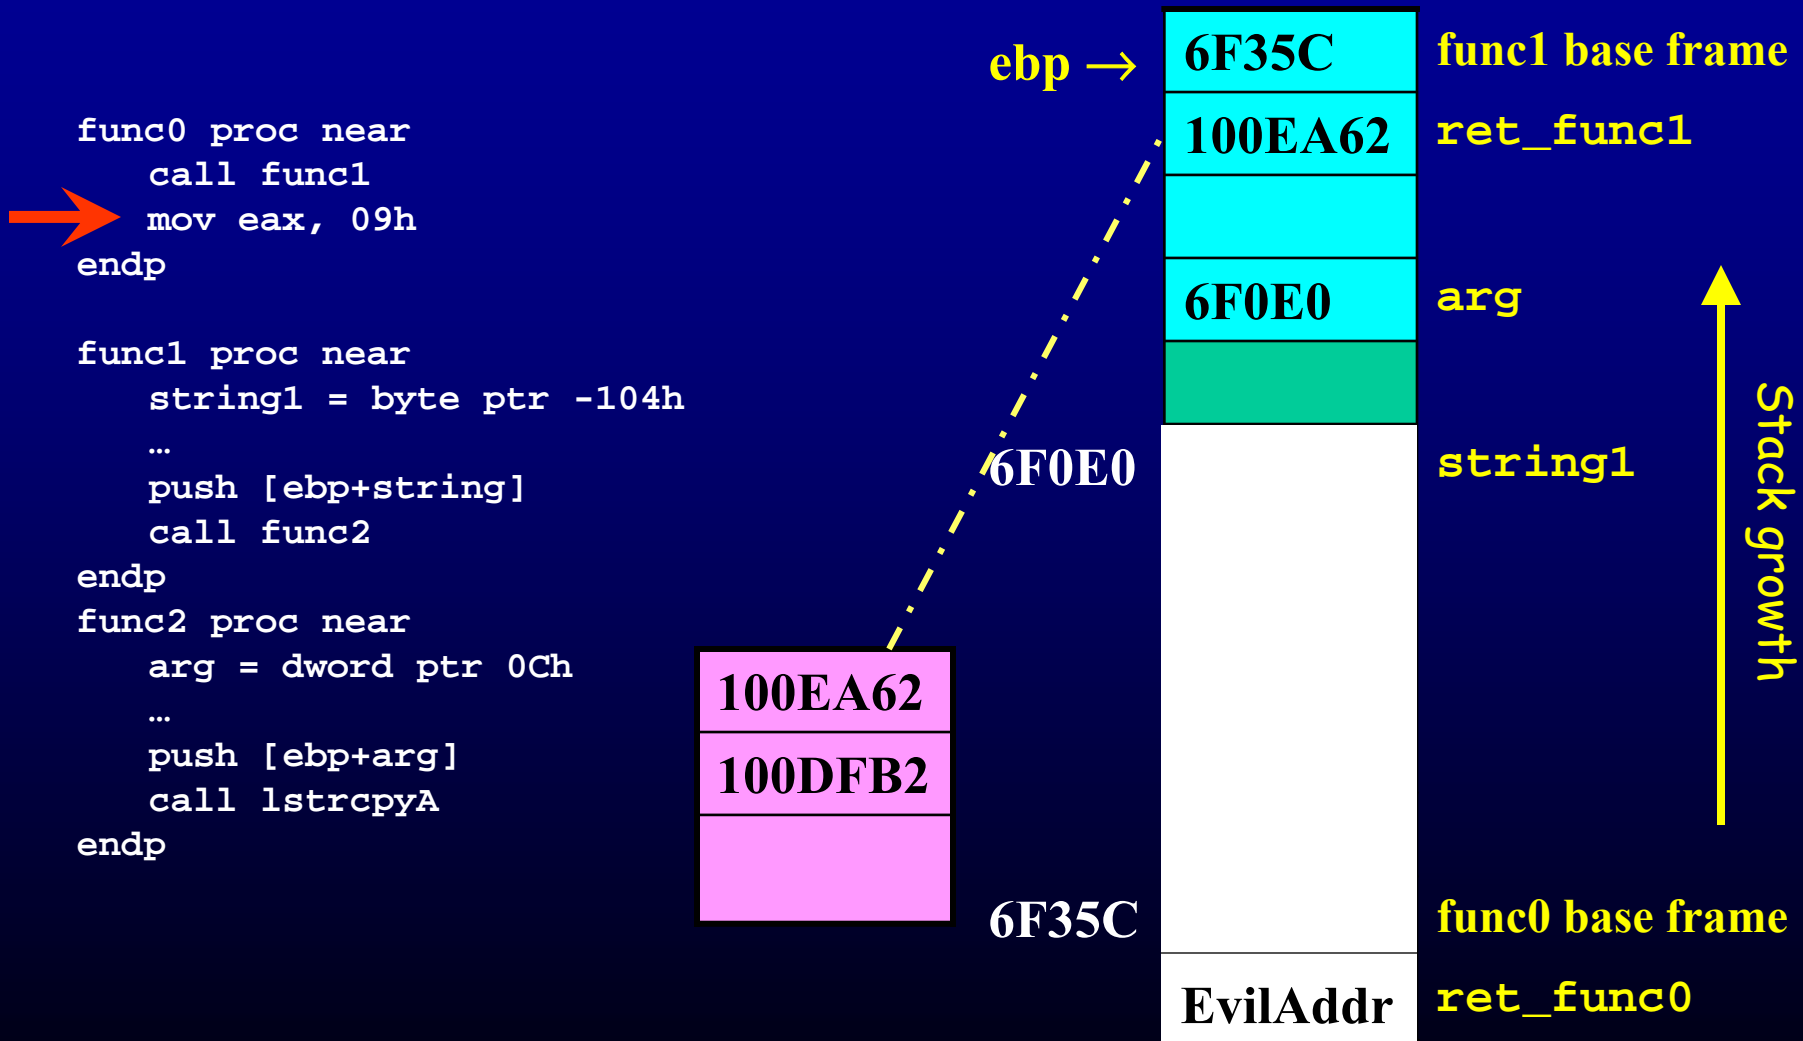 func0 proc near
call func1
mov eax, 09h
endp
func1 proc near
string1 = byte ptr -104h
…
push [ebp+string]
call func2
endp
func2 proc near
arg = dword ptr 0Ch
…
push [ebp+arg]
call lstrcpyA
endp
100EA62
100DFB2
ebp →
6F35C
func1 base frame
100EA62
ret_func1
6F0E0
arg
6F0E0
string1
6F35C
func0 base frame
EvilAddr
ret_func0
Stack growth